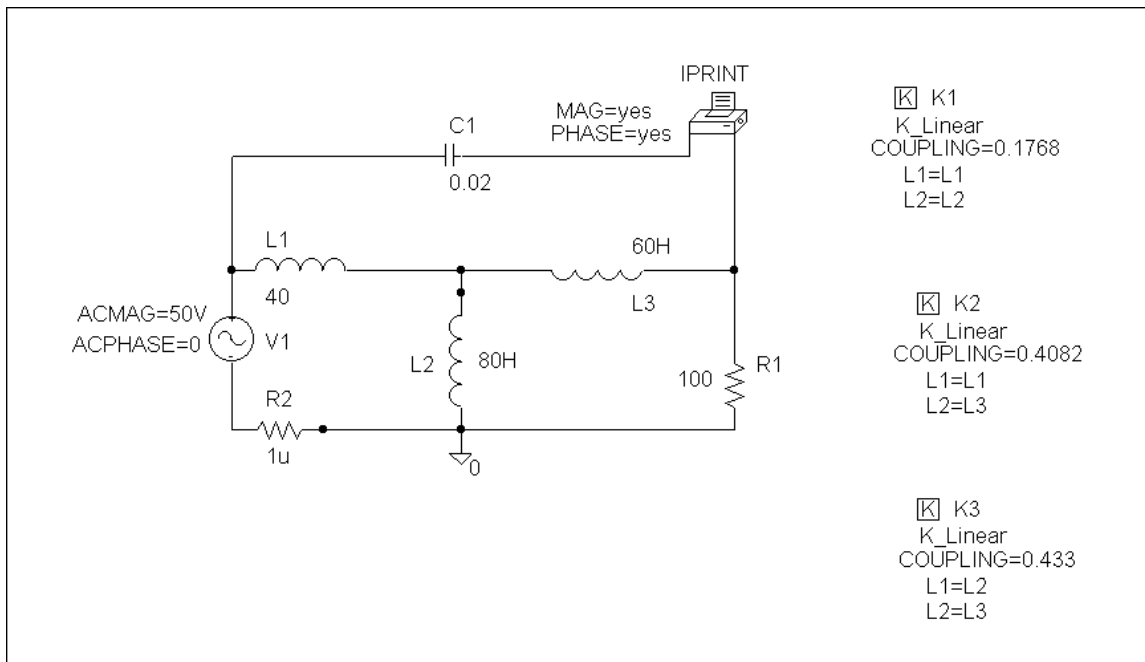 IPRINT
MAG=yes
PHASE=yes
C1
0.02
L1
40
60H
L3
ACMAG=50V
ACPHASE=0
V1
L2
80H
100
R1
R2
1u
0
K K1
K_Linear
COUPLING=0.1768
L1=L1
L2=L2
K K2
K_Linear
COUPLING=0.4082
L1=L1
L2=L3
K K3
K_Linear
COUPLING=0.433
L1=L2
L2=L3